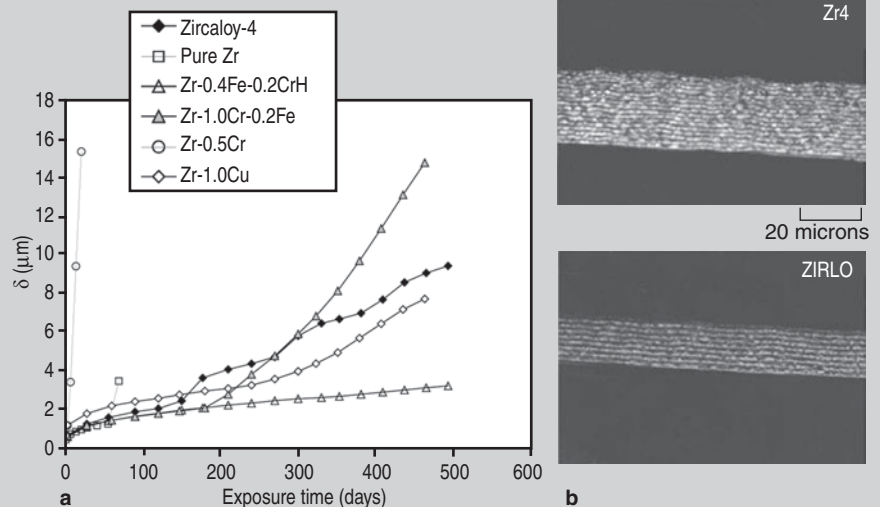 Zircaloy-4
Pure Zr
Zr-0.4Fe-0.2CrH
Zr-1.0Cr-0.2Fe
Zr-0.5Cr
Zr-1.0Cu
18
16
14
12
10
8
6
4
2
0
δ (μm)
0 100 200 300 400 500 600
Exposure time (days)
a
Zr4
20 microns
ZIRLO
b